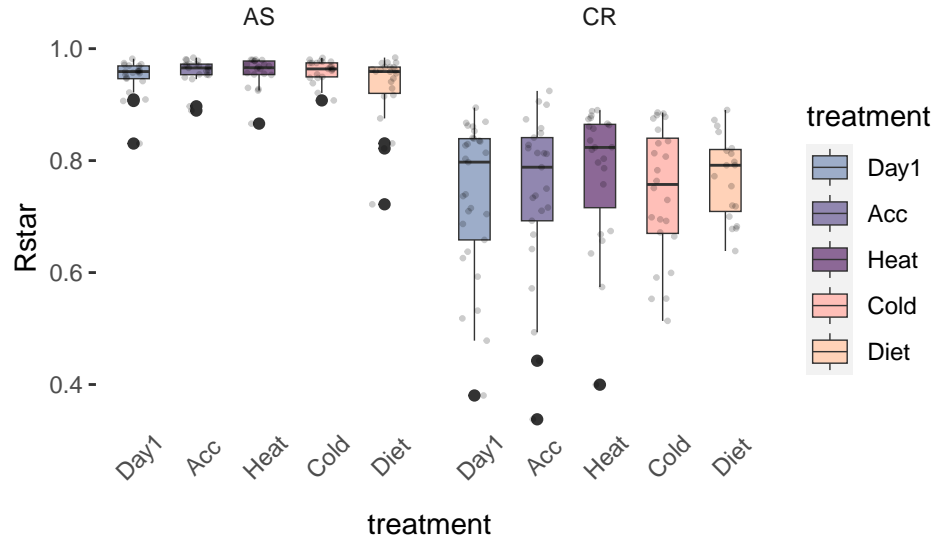 AS CR
1.0
0.8
0.6
0.4
Rstar
Day1 Acc Heat Cold Diet Day1 Acc Heat Cold Diet
treatment
treatment
Day1
Acc
Heat
Cold
Diet